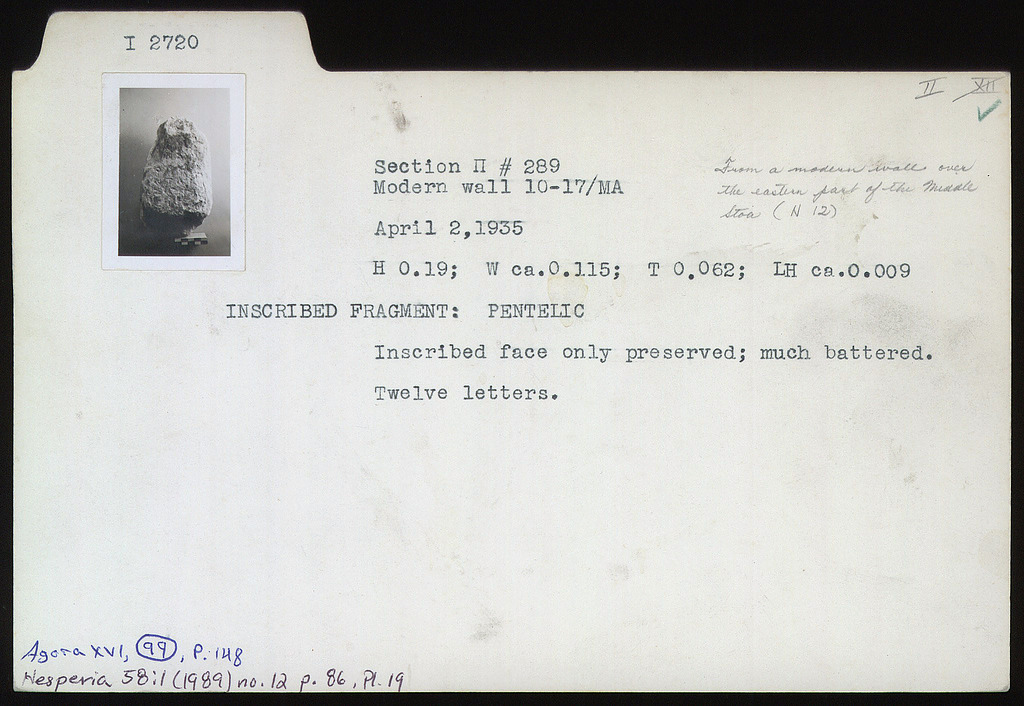 I 2720
II XII
Section Π # 289
Modern wall 10-17/MA
From a modern wall over
the eastern part of the Middle
Stoa (N 12)
April 2,1935
H 0.19; W ca.0.115; T 0.062; LH ca.0.009
INSCRIBED FRAGMENT: PENTELIC
Inscribed face only preserved; much battered.
Twelve letters.
Agora XVI, 99, P. 148
Hesperia 58:1 (1989) no. 12 p. 86, Pl. 19